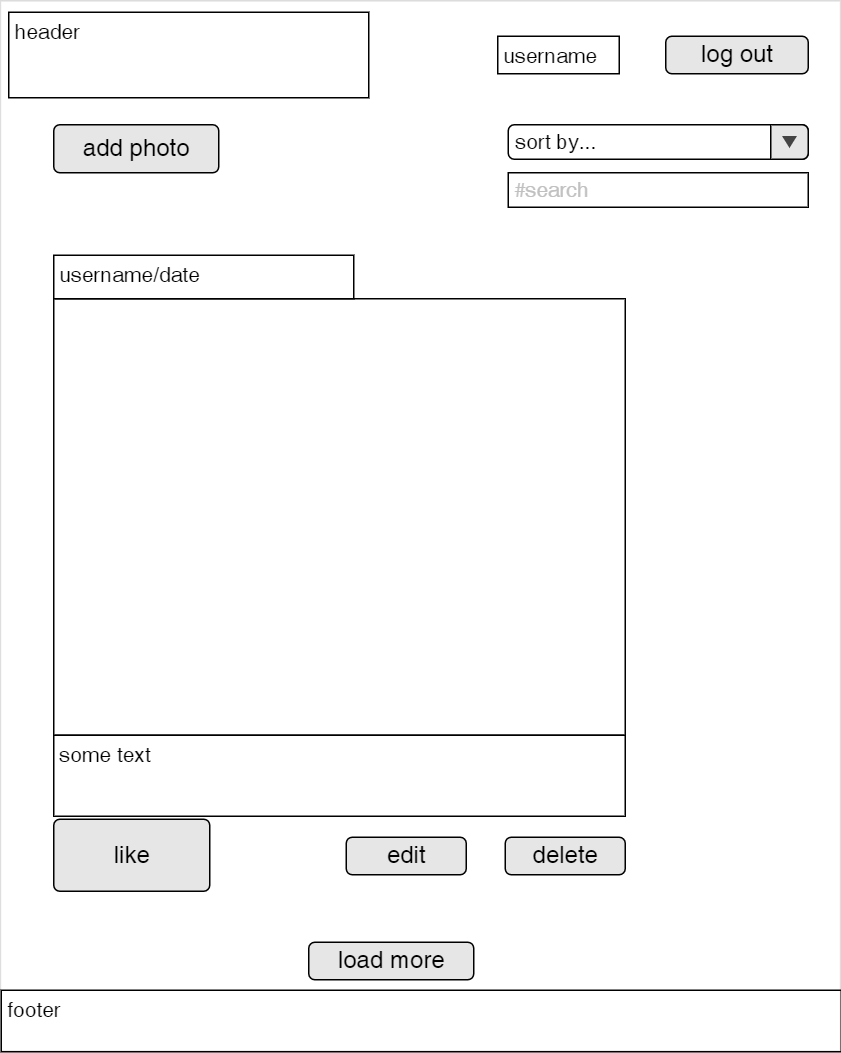 header
username
log out
add photo
sort by...
#search
username/date
some text
like
edit
delete
load more
footer